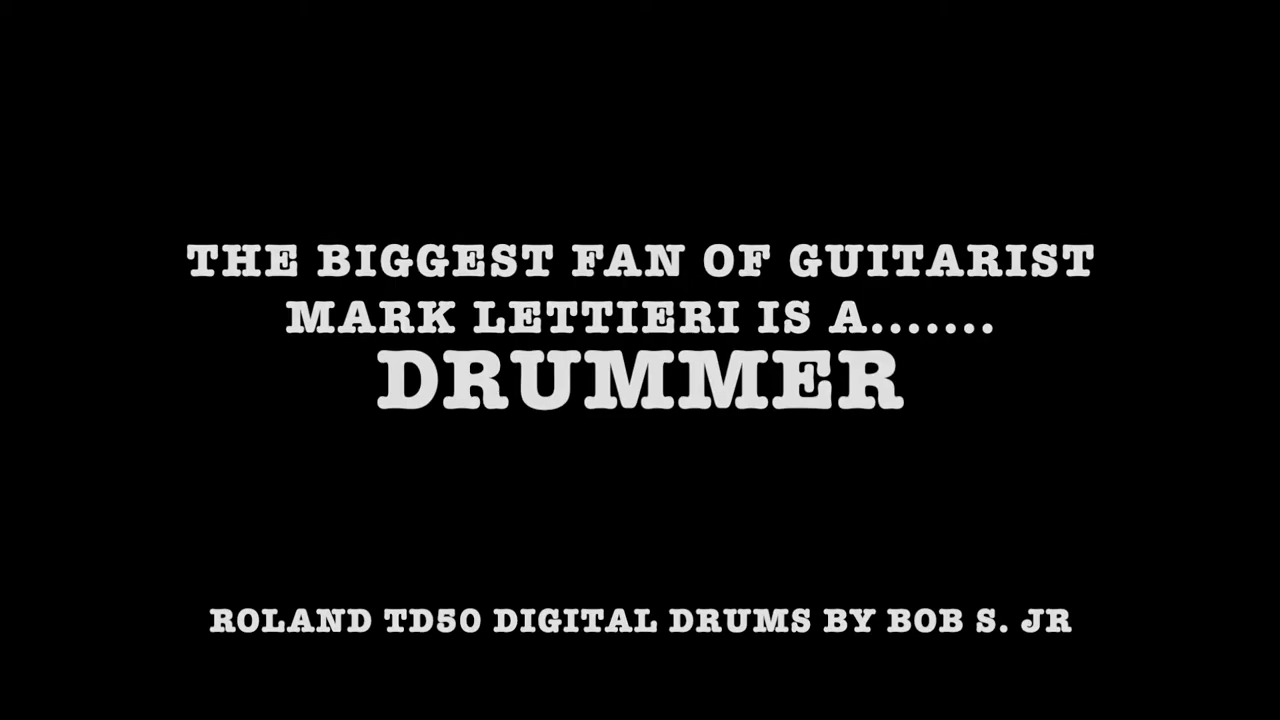 THE BIGGEST FAN OF GUITARIST
MARK LETTIERI IS A.......
DRUMMER
ROLAND TD50 DIGITAL DRUMS BY BOB S. JR